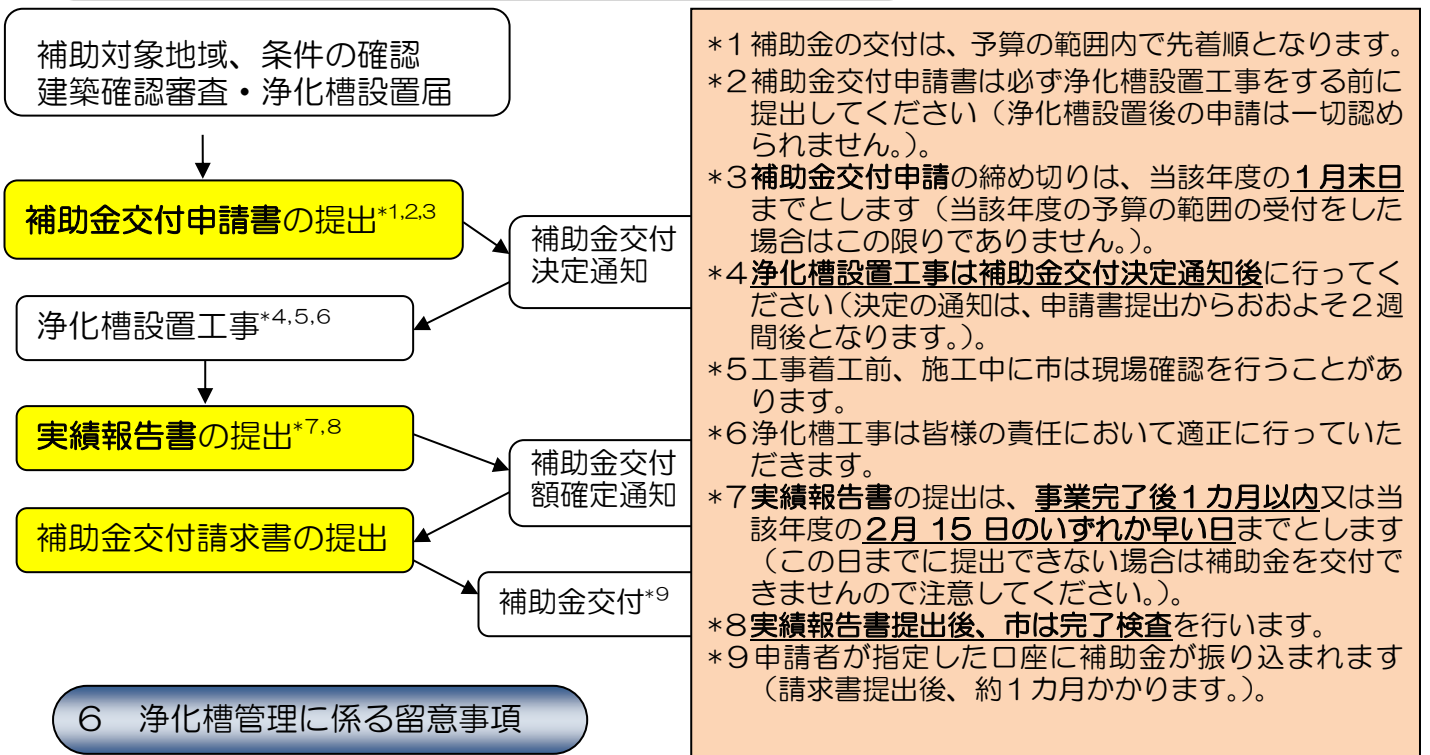 補助対象地域、条件の確認
建築確認審査・浄化槽設置届
補助金交付申請書の提出*1,2,3
補助金交付
決定通知
浄化槽設置工事*4,5,6
実績報告書の提出*7,8
補助金交付
額確定通知
補助金交付請求書の提出
補助金交付*9
*1補助金の交付は、予算の範囲内で先着順となります。
*2補助金交付申請書は必ず浄化槽設置工事をする前に
提出してください（浄化槽設置後の申請は一切認め
られません。）。
*3補助金交付申請の締め切りは、当該年度の１月末日
までとします（当該年度の予算の範囲の受付をした
場合はこの限りでありません。）。
*4浄化槽設置工事は補助金交付決定通知後に行ってく
ださい（決定の通知は、申請書提出からおおよそ２週
間後となります。）。
*5工事着工前、施工中に市は現場確認を行うことがあ
ります。
*6浄化槽工事は皆様の責任において適正に行っていた
だきます。
*7実績報告書の提出は、事業完了後１カ月以内又は当
該年度の２月 15 日のいずれか早い日までとします
（この日までに提出できない場合は補助金を交付で
きませんので注意してください。）。
*8実績報告書提出後、市は完了検査を行います。
*9申請者が指定した口座に補助金が振り込まれます
（請求書提出後、約１カ月かかります。）。
６　浄化槽管理に係る留意事項